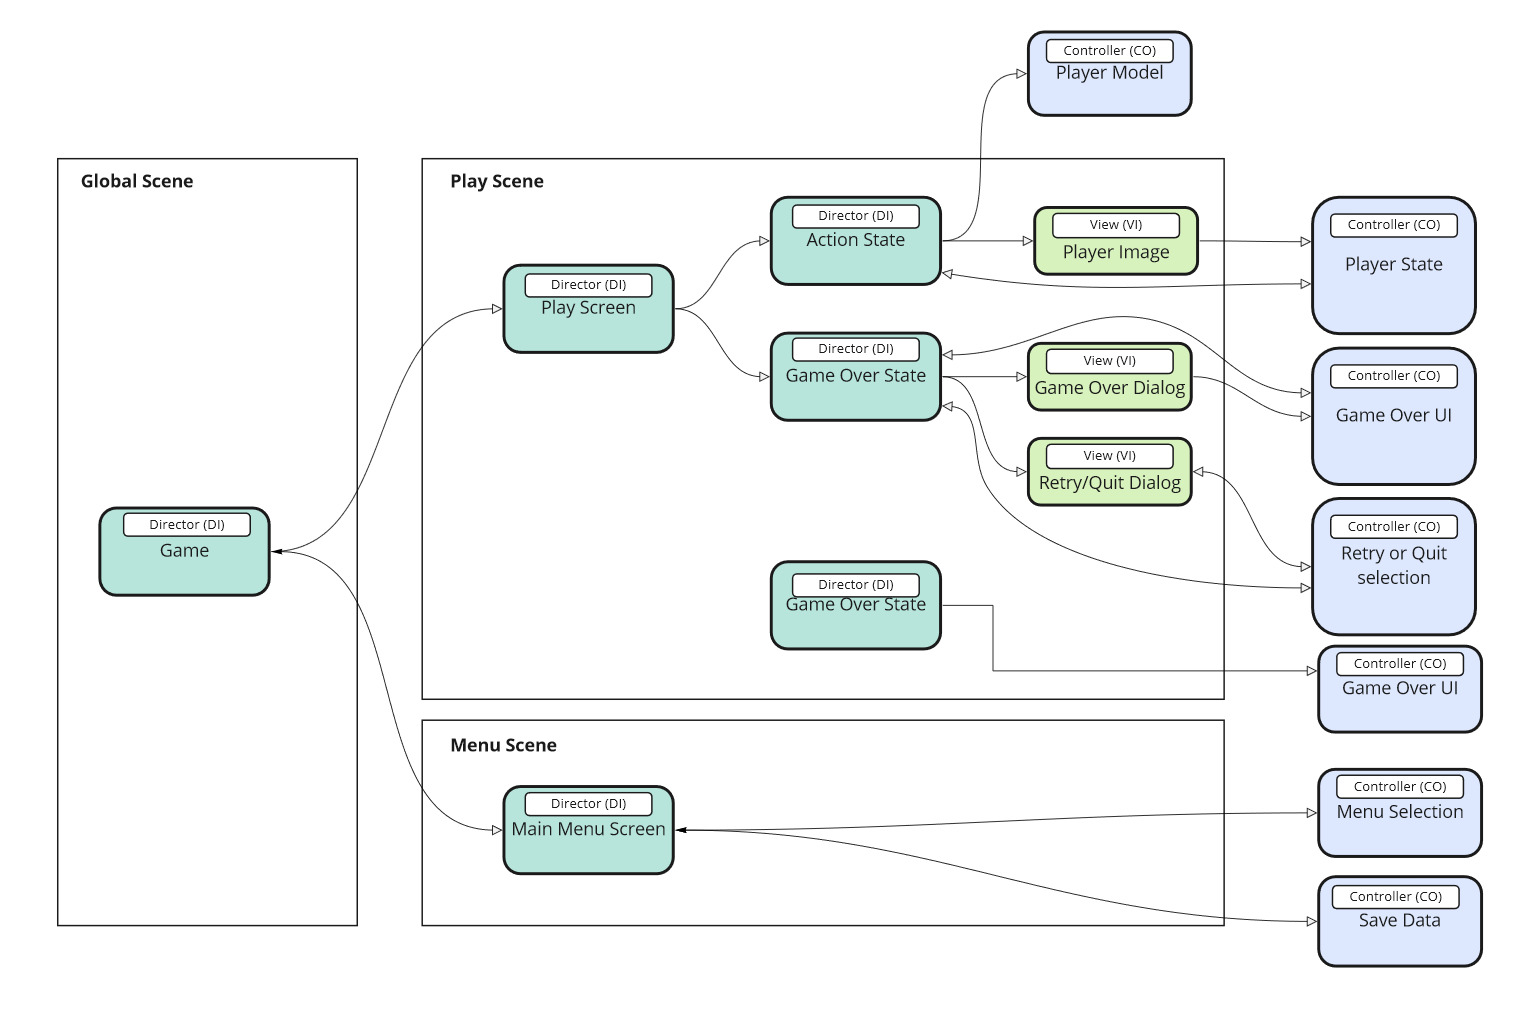 Controller (CO)
Player Model
Global Scene
Play Scene
Director (DI)
Action State
View (VI)
Player Image
Controller (CO)
Player State
Director (DI)
Play Screen
Director (DI)
Game Over State
View (VI)
Game Over Dialog
Controller (CO)
Game Over UI
View (VI)
Retry/Quit Dialog
Director (DI)
Game
Controller (CO)
Retry or Quit
selection
Director (DI)
Game Over State
Controller (CO)
Game Over UI
Menu Scene
Director (DI)
Main Menu Screen
Controller (CO)
Menu Selection
Controller (CO)
Save Data